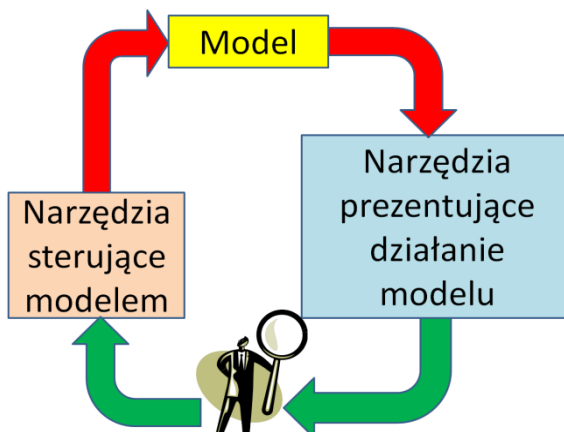 Model
Narzędzia
prezentujące
działanie
modelu
Narzędzia
sterujące
modelem